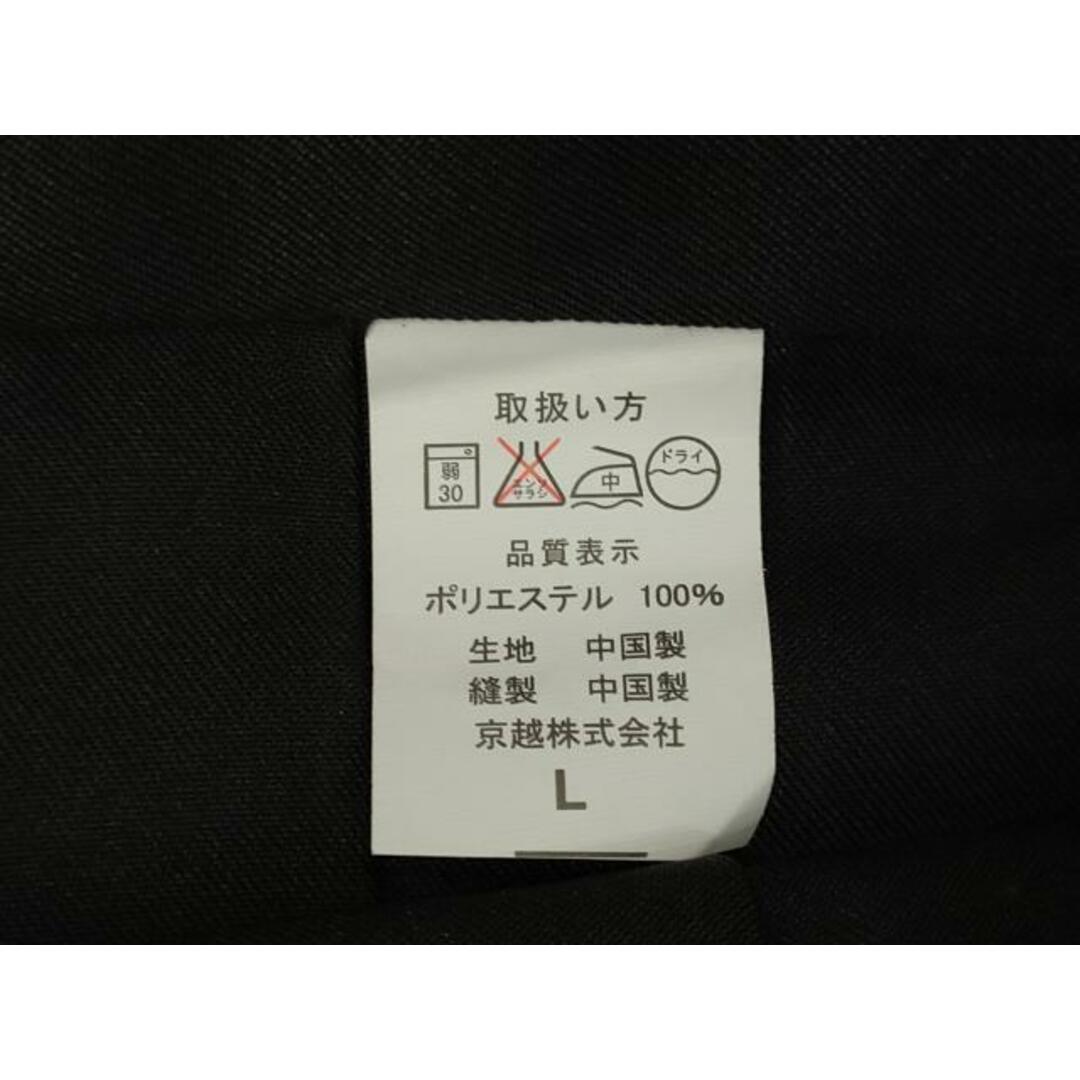 取扱い方
弱
30
エンソ
サラシ
中
ドライ
品質表示
ポリエステル 100%
生地 中国製
縫製 中国製
京越株式会社
L